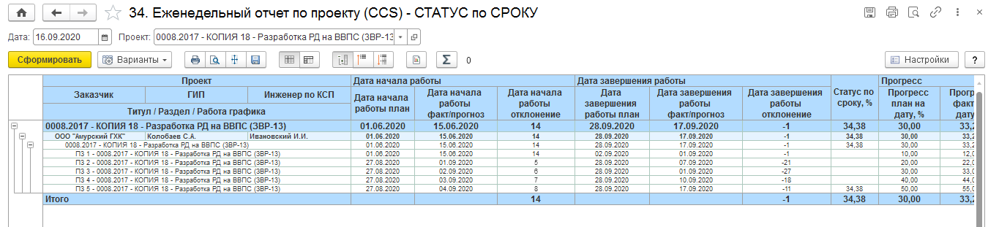 34. Еженедельный отчет по проекту (CCS) - СТАТУС по СРОКУ
Дата: 16.09.2020 Проект: 0008.2017 - КОПИЯ 18 - Разработка РД на ВВПС (ЗВР-13
Сформировать Варианты Σ 0 Настройки ?
Проект Дата начала работы Дата завершения работы Статус по сроку, % Прогресс
Заказчик ГИП Инженер по КСП Дата начала работы план Дата начала работы факт/прогноз Дата начала работы отклонение Дата завершения работы план Дата завершения работы факт/прогноз Дата завершения работы отклонение Прогресс план на дату, % Прогр факт дату
Титул / Раздел / Работа графика
0008.2017 - КОПИЯ 18 - Разработка РД на ВВПС (ЗВР-13) 01.06.2020 15.06.2020 14 28.09.2020 17.09.2020 -1 34,38 30,00 33,2
ООО "Амурский ГХК" Колобаев С.А. Ивановский И.И. 01.06.2020 15.06.2020 14 28.09.2020 17.09.2020 -1 34,38 30,00 33,2
0008.2017 - КОПИЯ 18 - Разработка РД на ВВПС (ЗВР-13) 01.06.2020 15.06.2020 14 28.09.2020 17.09.2020 -1 34,38 30,00 33,2
ПЗ 1 - 0008.2017 - КОПИЯ 18 - Разработка РД на ВВПС (ЗВР-13) 01.06.2020 15.06.2020 14 02.09.2020 01.09.2020 -1 10,00 12,0
ПЗ 2 - 0008.2017 - КОПИЯ 18 - Разработка РД на ВВПС (ЗВР-13) 27.08.2020 01.09.2020 5 28.09.2020 07.09.2020 -21 20,00 22,0
ПЗ 3 - 0008.2017 - КОПИЯ 18 - Разработка РД на ВВПС (ЗВР-13) 27.08.2020 02.09.2020 6 28.09.2020 01.09.2020 -27 30,00 33,0
ПЗ 4 - 0008.2017 - КОПИЯ 18 - Разработка РД на ВВПС (ЗВР-13) 27.08.2020 03.09.2020 7 28.09.2020 10.09.2020 -18 40,00 44,0
ПЗ 5 - 0008.2017 - КОПИЯ 18 - Разработка РД на ВВПС (ЗВР-13) 27.08.2020 04.09.2020 8 28.09.2020 17.09.2020 -11 34,38 50,00 55,0
Итого 14 -1 34,38 30,00 33,2